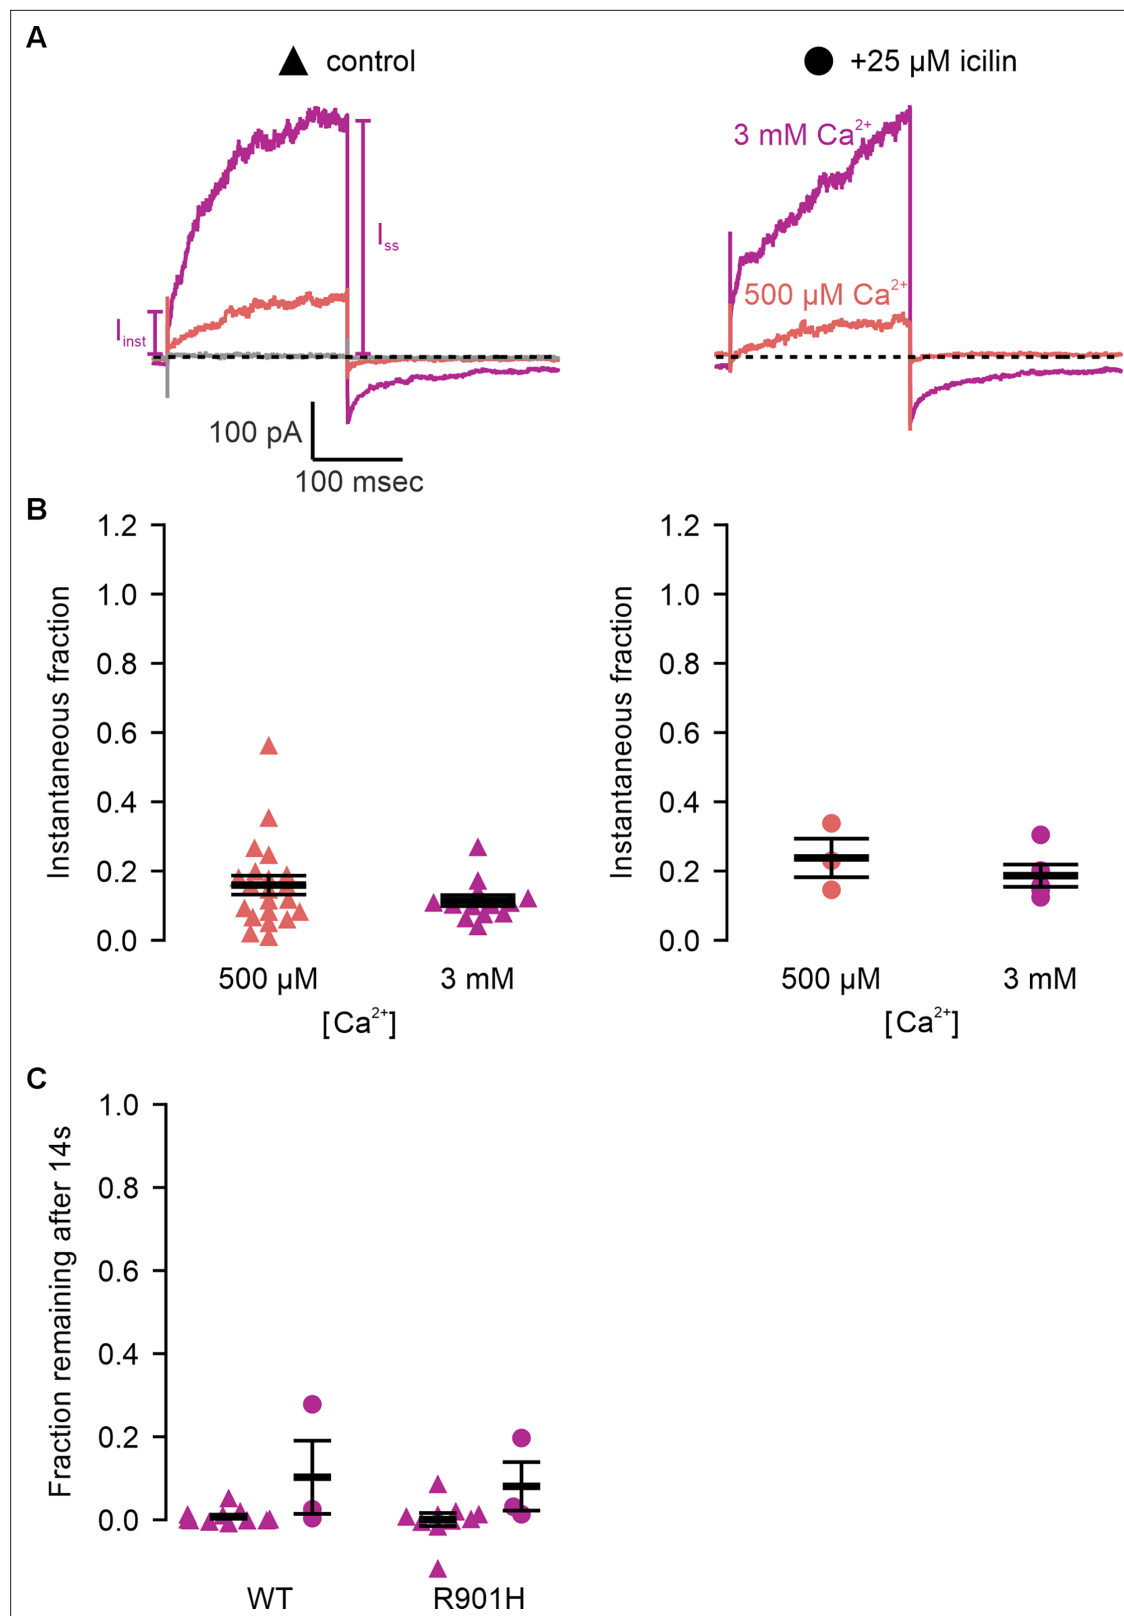 A
control
+25 µM icilin
3 mM Ca²⁺
I_ss
500 µM Ca²⁺
I_inst
100 pA
100 msec
B
Instantaneous fraction
1.2
1.0
0.8
0.6
0.4
0.2
0.0
500 µM
3 mM
[Ca²⁺]
Instantaneous fraction
1.2
1.0
0.8
0.6
0.4
0.2
0.0
500 µM
3 mM
[Ca²⁺]
C
Fraction remaining after 14s
1.0
0.8
0.6
0.4
0.2
0.0
WT
R901H